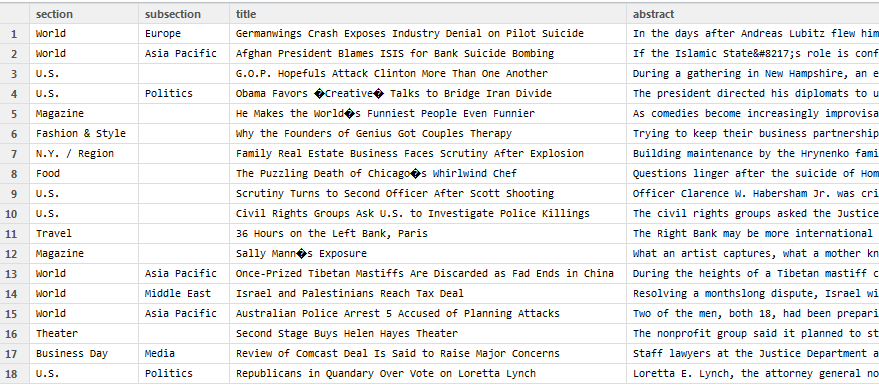 section subsection title abstract
1 World Europe Germanwings Crash Exposes Industry Denial on Pilot Suicide In the days after Andreas Lubitz flew him
2 World Asia Pacific Afghan President Blames ISIS for Bank Suicide Bombing If the Islamic State&#8217;s role is conf
3 U.S. G.O.P. Hopefuls Attack Clinton More Than One Another During a gathering in New Hampshire, an e
4 U.S. Politics Obama Favors �Creative� Talks to Bridge Iran Divide The president directed his diplomats to u
5 Magazine He Makes the World�s Funniest People Even Funnier As comedies become increasingly improvisa
6 Fashion & Style Why the Founders of Genius Got Couples Therapy Trying to keep their business partnership
7 N.Y. / Region Family Real Estate Business Faces Scrutiny After Explosion Building maintenance by the Hrynenko fami
8 Food The Puzzling Death of Chicago�s Whirlwind Chef Questions linger after the suicide of Hom
9 U.S. Scrutiny Turns to Second Officer After Scott Shooting Officer Clarence W. Habersham Jr. was cri
10 U.S. Civil Rights Groups Ask U.S. to Investigate Police Killings The civil rights groups asked the Justice
11 Travel 36 Hours on the Left Bank, Paris The Right Bank may be more international
12 Magazine Sally Mann�s Exposure What an artist captures, what a mother kn
13 World Asia Pacific Once-Prized Tibetan Mastiffs Are Discarded as Fad Ends in China During the heights of a Tibetan mastiff c
14 World Middle East Israel and Palestinians Reach Tax Deal Resolving a monthslong dispute, Israel wi
15 World Asia Pacific Australian Police Arrest 5 Accused of Planning Attacks Two of the men, both 18, had been prepari
16 Theater Second Stage Buys Helen Hayes Theater The nonprofit group said it planned to st
17 Business Day Media Review of Comcast Deal Is Said to Raise Major Concerns Staff lawyers at the Justice Department a
18 U.S. Politics Republicans in Quandary Over Vote on Loretta Lynch Loretta E. Lynch, the attorney general no